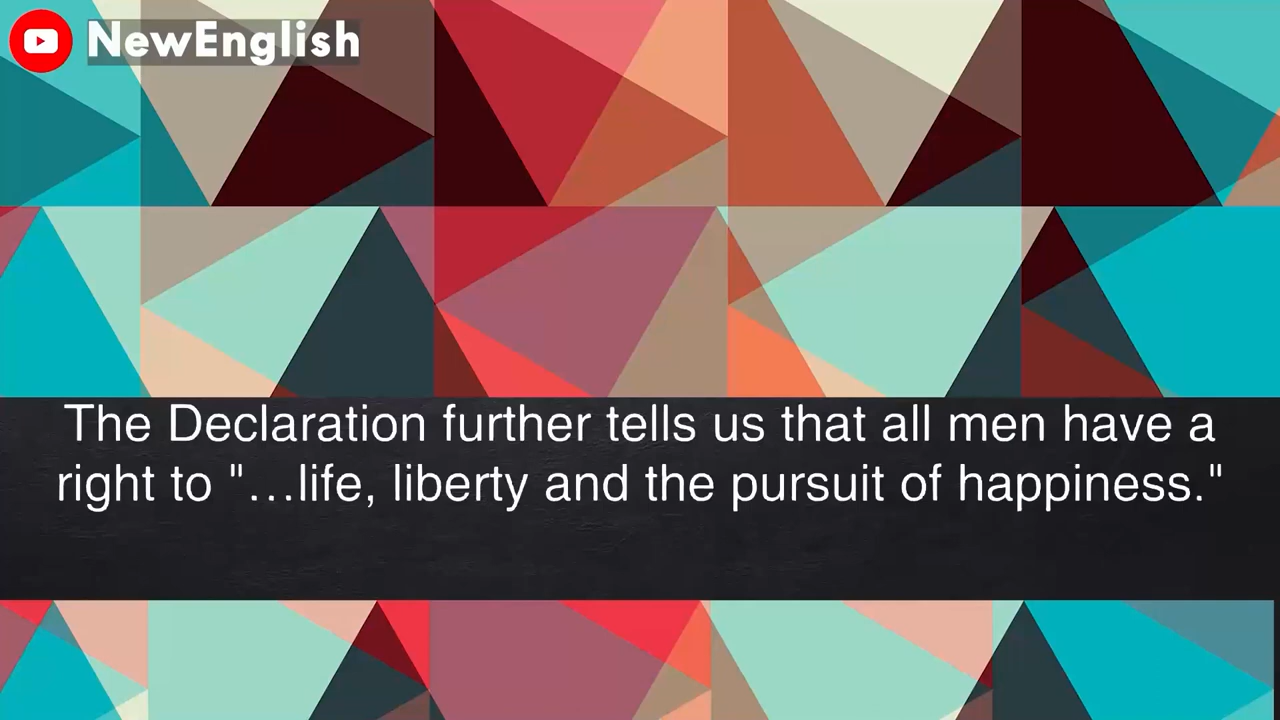 NewEnglish
The Declaration further tells us that all men have a
right to "…life, liberty and the pursuit of happiness."